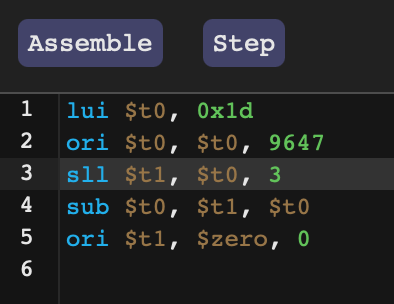 Assemble Step
1 lui $t0, 0x1d
2 ori $t0, $t0, 9647
3 sll $t1, $t0, 3
4 sub $t0, $t1, $t0
5 ori $t1, $zero, 0
6